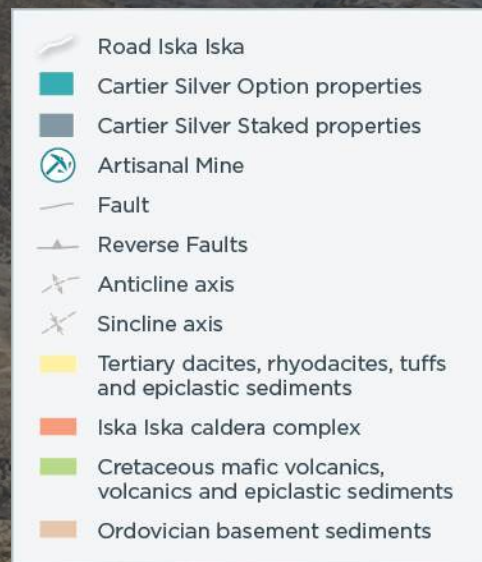 Road Iska Iska
Cartier Silver Option properties
Cartier Silver Staked properties
Artisanal Mine
Fault
Reverse Faults
Anticline axis
Sincline axis
Tertiary dacites, rhyodacites, tuffs
and epiclastic sediments
Iska Iska caldera complex
Cretaceous mafic volcanics,
volcanics and epiclastic sediments
Ordovician basement sediments